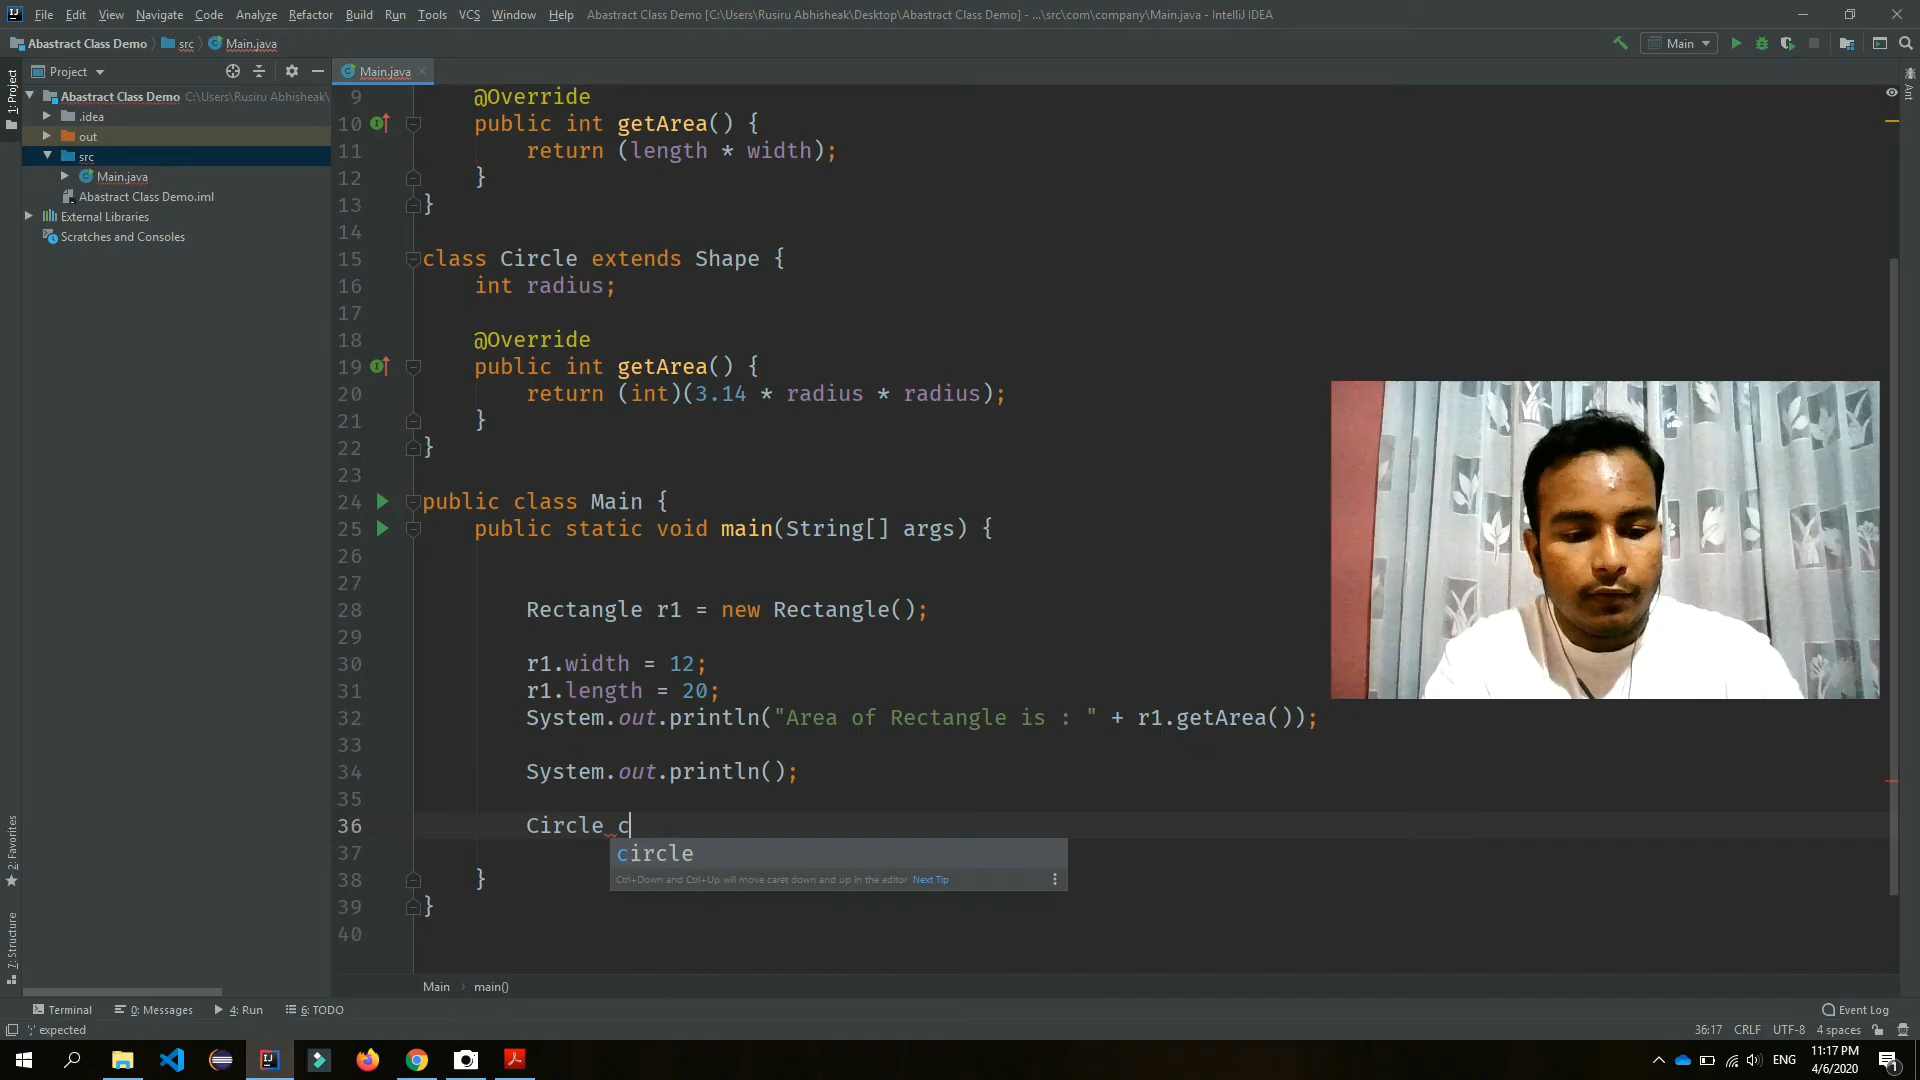 File Edit View Navigate Code Analyze Refactor Build Run Tools VCS Window Help Abastract Class Demo [C:\Users\Rusiru Abhisheak\Desktop\Abastract Class Demo] - ...\src\com\company\Main.java - IntelliJ IDEA
Abastract Class Demo src Main.java Main
Project Main.java
1: Project
Ant
Abastract Class Demo C:\Users\Rusiru Abhisheak\
.idea
out
src
Main.java
Abastract Class Demo.iml
External Libraries
Scratches and Consoles
9 @Override
10 public int getArea() {
11 return (length * width);
12 }
13 }
14
15 class Circle extends Shape {
16 int radius;
17
18 @Override
19 public int getArea() {
20 return (int)(3.14 * radius * radius);
21 }
22 }
23
24 public class Main {
25 public static void main(String[] args) {
26
27
28 Rectangle r1 = new Rectangle();
29
30 r1.width = 12;
31 r1.length = 20;
32 System.out.println("Area of Rectangle is : " + r1.getArea());
33
34 System.out.println();
35
36 Circle c
37 circle
Ctrl+Down and Ctrl+Up will move caret down and up in the editor Next Tip
38 }
39 }
40
2: Favorites
7: Structure
Main main()
Terminal 0: Messages 4: Run 6: TODO Event Log
';' expected 36:17 CRLF UTF-8 4 spaces
ENG 11:17 PM
4/6/2020
1